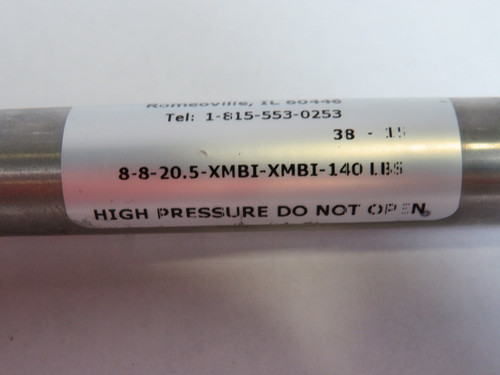 Romeoville, IL 60446
Tel: 1-815-553-0253
38 - 15
8-8-20.5-XMBI-XMBI-140 LBS
HIGH PRESSURE DO NOT OPEN.